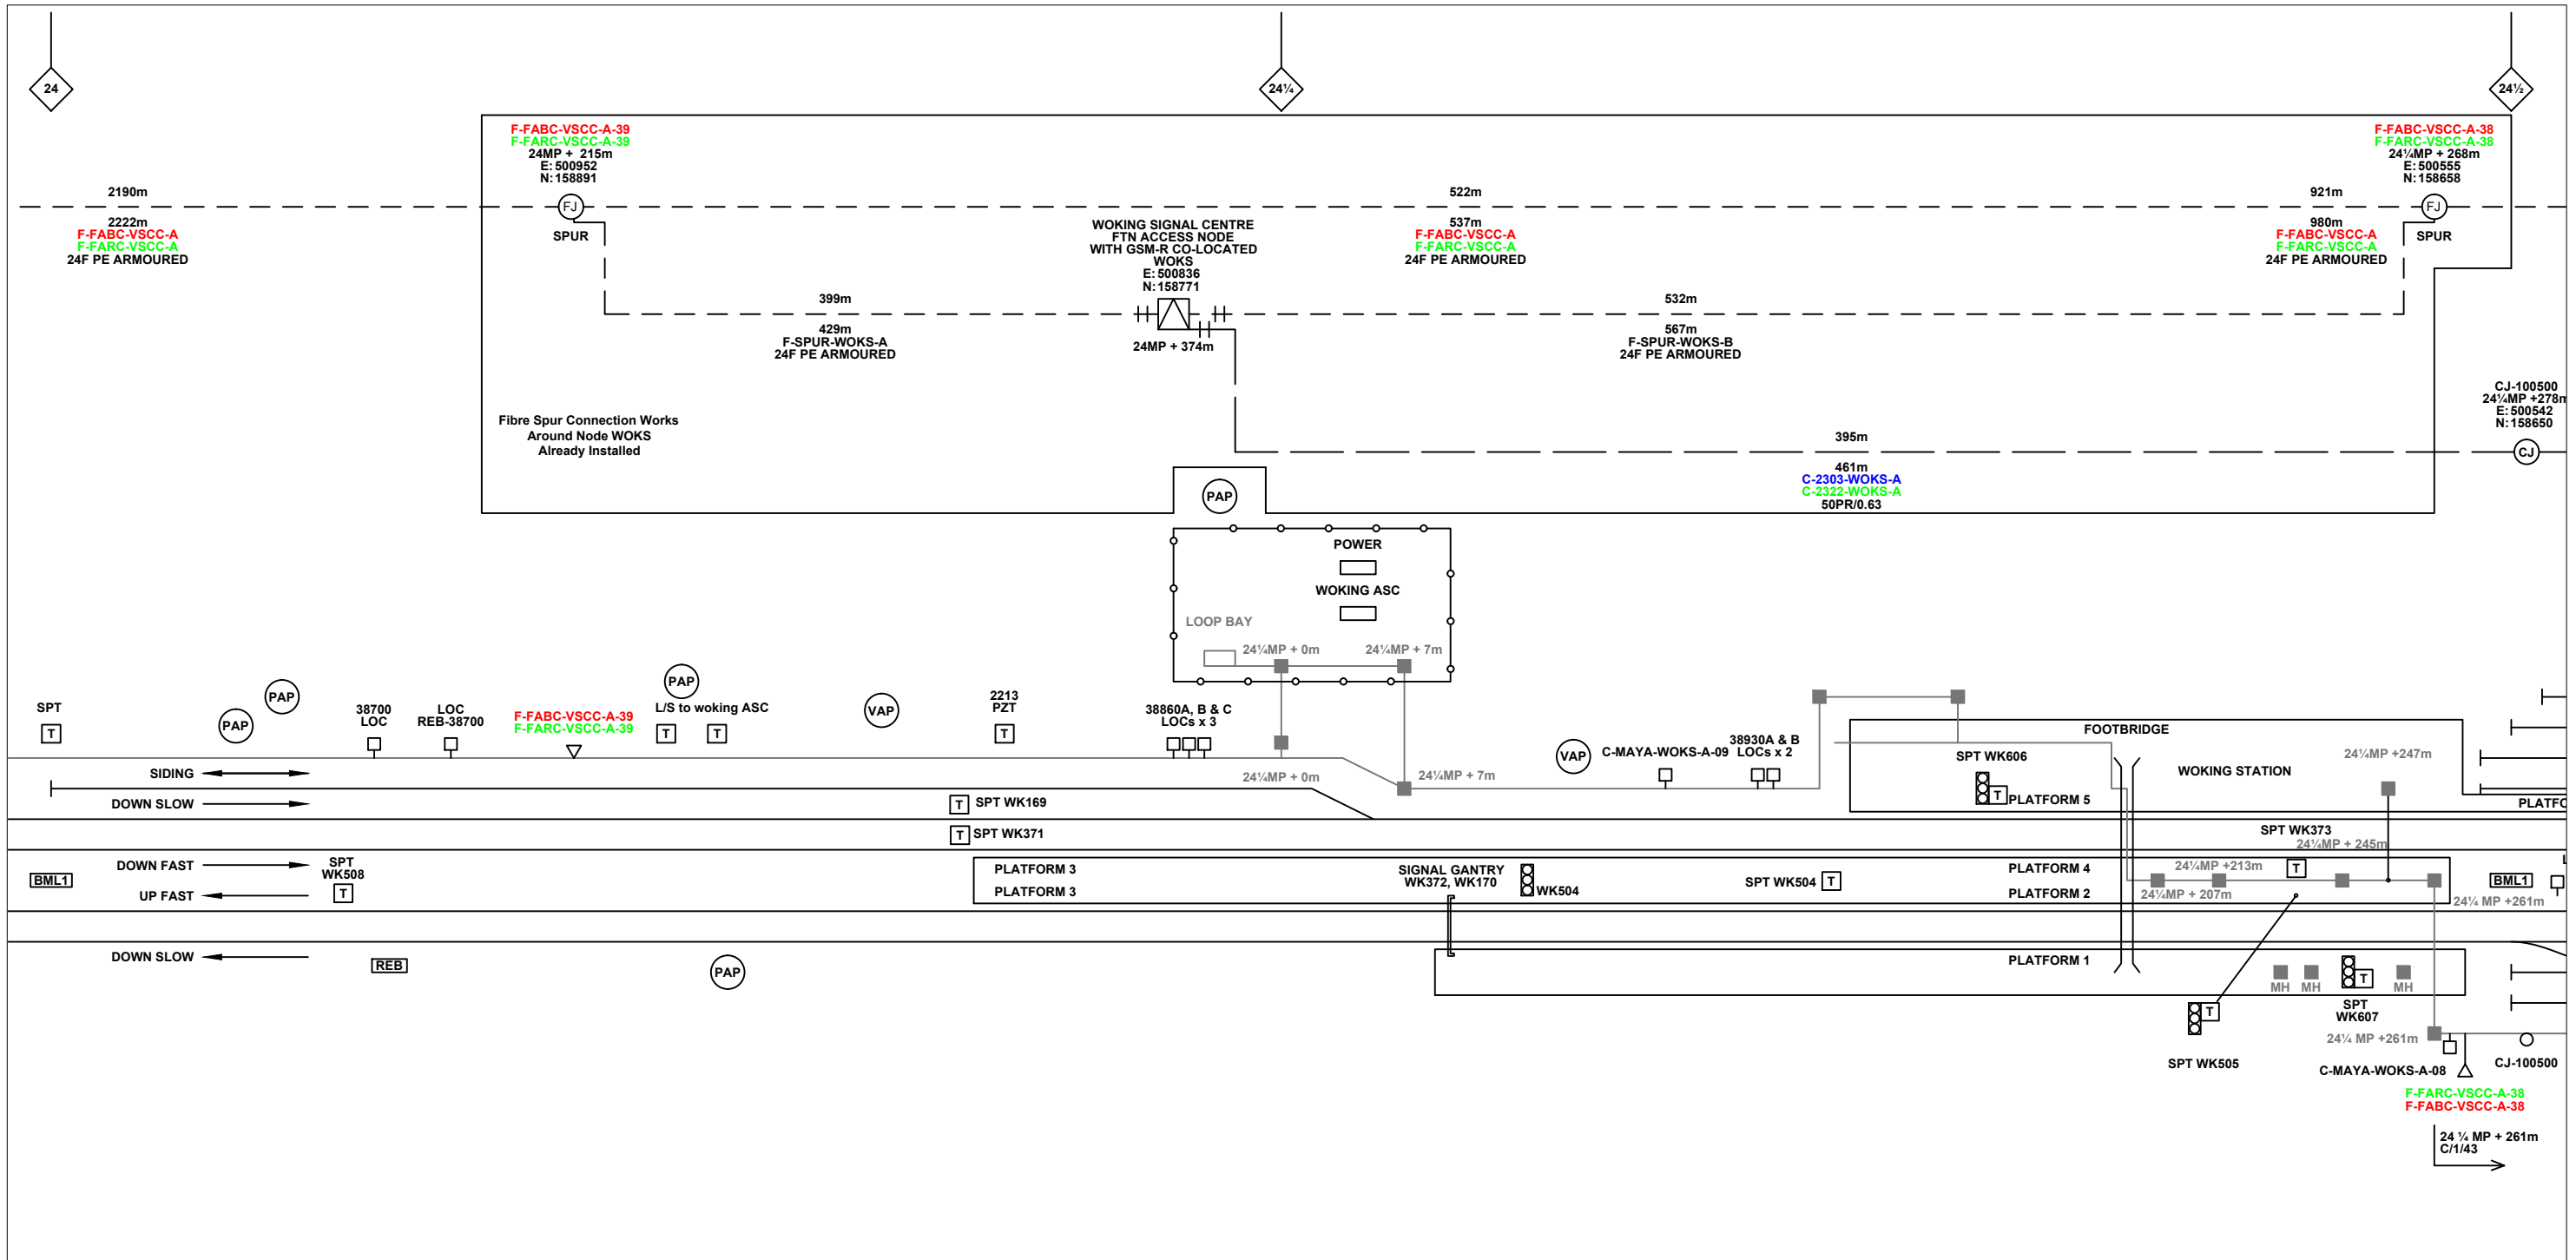 24
24¼
24½
F-FABC-VSCC-A-39
F-FARC-VSCC-A-39
24MP + 215m
E: 500952
N: 158891
F-FABC-VSCC-A-38
F-FARC-VSCC-A-38
24¼MP + 268m
E: 500555
N: 158658
2190m
522m
921m
FJ
FJ
2222m
F-FABC-VSCC-A
F-FARC-VSCC-A
24F PE ARMOURED
SPUR
WOKING SIGNAL CENTRE
FTN ACCESS NODE
WITH GSM-R CO-LOCATED
WOKS
E: 500836
N: 158771
537m
F-FABC-VSCC-A
F-FARC-VSCC-A
24F PE ARMOURED
980m
F-FABC-VSCC-A
F-FARC-VSCC-A
24F PE ARMOURED
SPUR
399m
532m
429m
F-SPUR-WOKS-A
24F PE ARMOURED
24MP + 374m
567m
F-SPUR-WOKS-B
24F PE ARMOURED
CJ-100500
24¼MP +278m
E: 500542
N: 158650
CJ
Fibre Spur Connection Works
Around Node WOKS
Already Installed
395m
461m
C-2303-WOKS-A
C-2322-WOKS-A
50PR/0.63
PAP
POWER
WOKING ASC
LOOP BAY
24¼MP + 0m
24¼MP + 7m
SPT
T
PAP
PAP
38700
LOC
LOC
REB-38700
F-FABC-VSCC-A-39
F-FARC-VSCC-A-39
PAP
L/S to woking ASC
T
T
VAP
2213
PZT
T
38860A, B & C
LOCs x 3
VAP
C-MAYA-WOKS-A-09
38930A & B
LOCs x 2
FOOTBRIDGE
SPT WK606
T
WOKING STATION
24¼MP +247m
SIDING
24¼MP + 0m
24¼MP + 7m
DOWN SLOW
T
SPT WK169
PLATFORM 5
PLATFO
T
SPT WK371
SPT WK373
24¼MP + 245m
DOWN FAST
SPT
WK508
T
PLATFORM 3
PLATFORM 3
SIGNAL GANTRY
WK372, WK170
WK504
SPT WK504
T
PLATFORM 4
24¼MP +213m
T
BML1
BML1
UP FAST
PLATFORM 2
24¼MP + 207m
24¼ MP +261m
DOWN SLOW
REB
PAP
PLATFORM 1
MH
MH
T
MH
SPT
WK607
T
SPT WK505
24¼ MP +261m
C-MAYA-WOKS-A-08
CJ-100500
F-FARC-VSCC-A-38
F-FABC-VSCC-A-38
24 ¼ MP + 261m
C/1/43